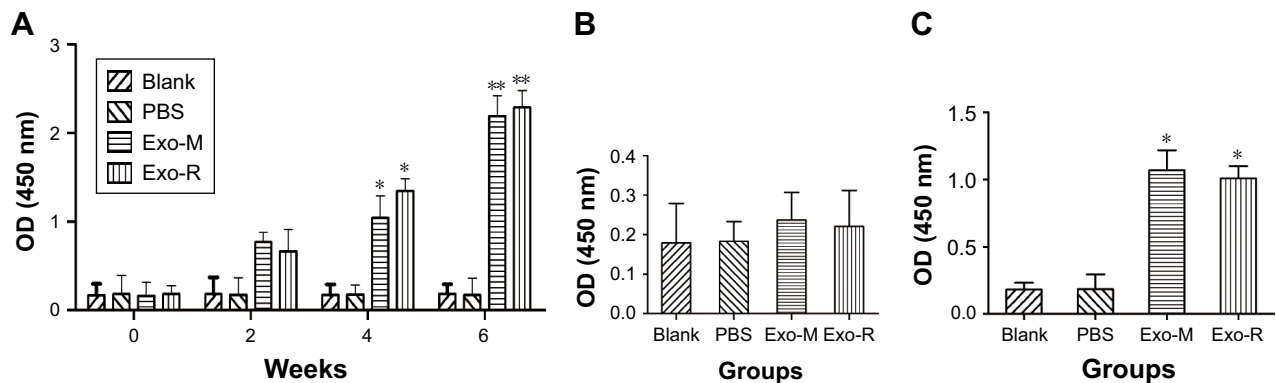 A
3
2
1
0
OD (450 nm)
Blank
PBS
Exo-M
Exo-R
*
*
**
**
0
2
4
6
Weeks
B
0.4
0.3
0.2
0.1
0.0
OD (450 nm)
Blank
PBS
Exo-M
Exo-R
Groups
C
1.5
1.0
0.5
0.0
OD (450 nm)
*
*
Blank
PBS
Exo-M
Exo-R
Groups